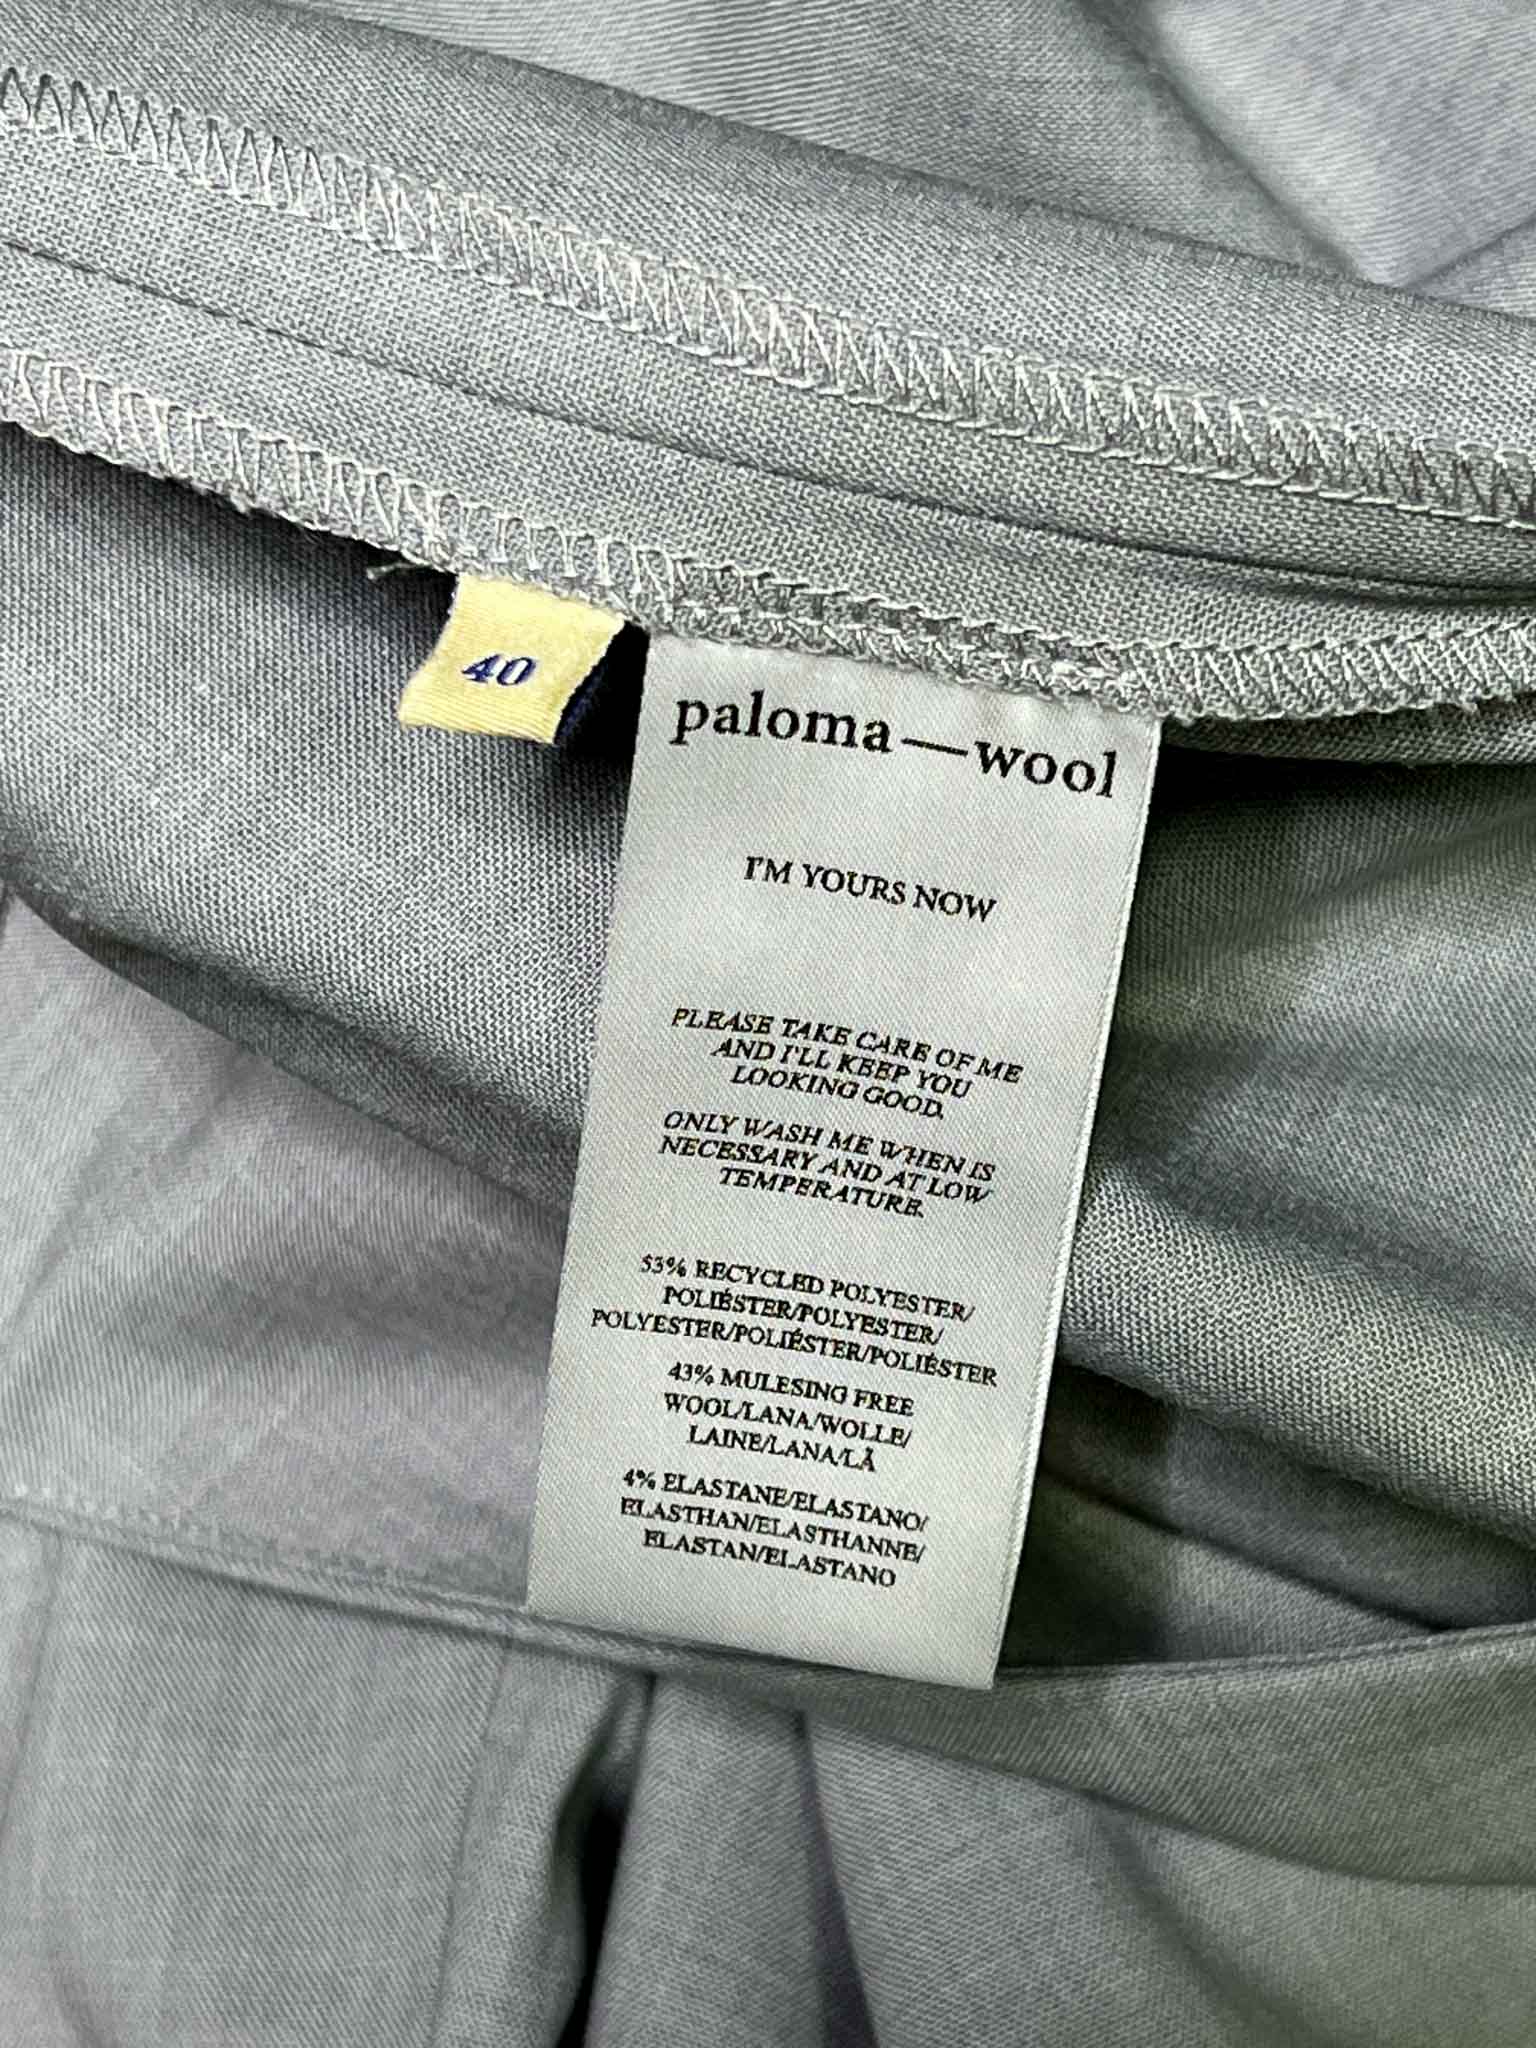 40
paloma—wool
I'M YOURS NOW
PLEASE TAKE CARE OF ME
AND I'LL KEEP YOU
LOOKING GOOD.
ONLY WASH ME WHEN IS
NECESSARY AND AT LOW
TEMPERATURE.
53% RECYCLED POLYESTER/
POLIÉSTER/POLYESTER/
POLYESTER/POLIÉSTER/POLIÉSTER
43% MULESING FREE
WOOL/LANA/WOLLE/
LAINE/LANA/LÃ
4% ELASTANE/ELASTANO/
ELASTHAN/ELASTHANNE/
ELASTAN/ELASTANO